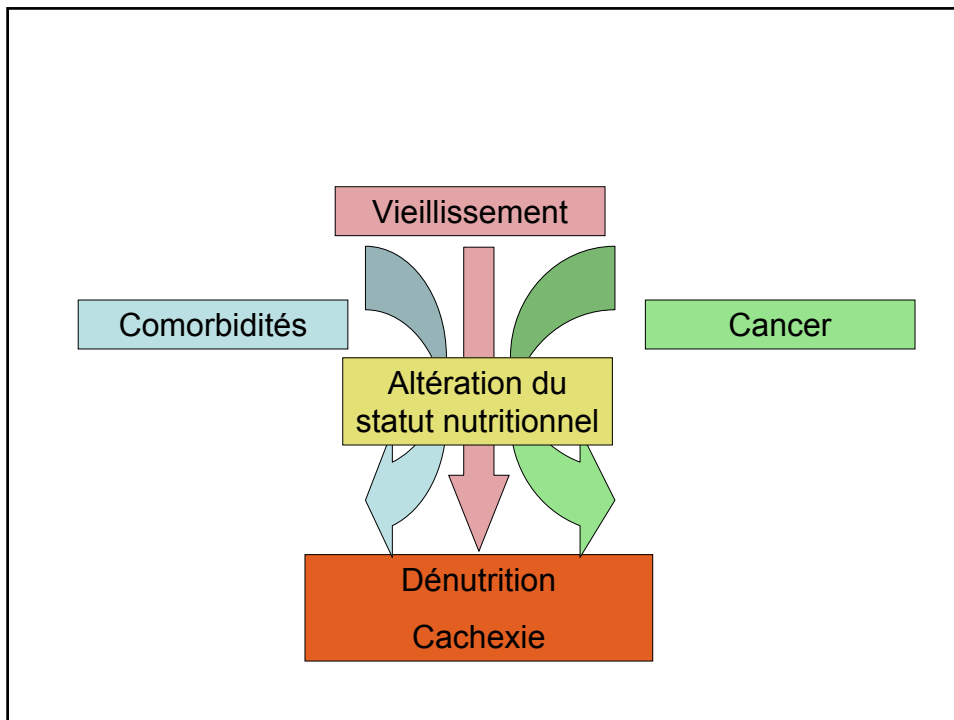 Vieillissement
Comorbidités
Cancer
Altération du
statut nutritionnel
Dénutrition
Cachexie